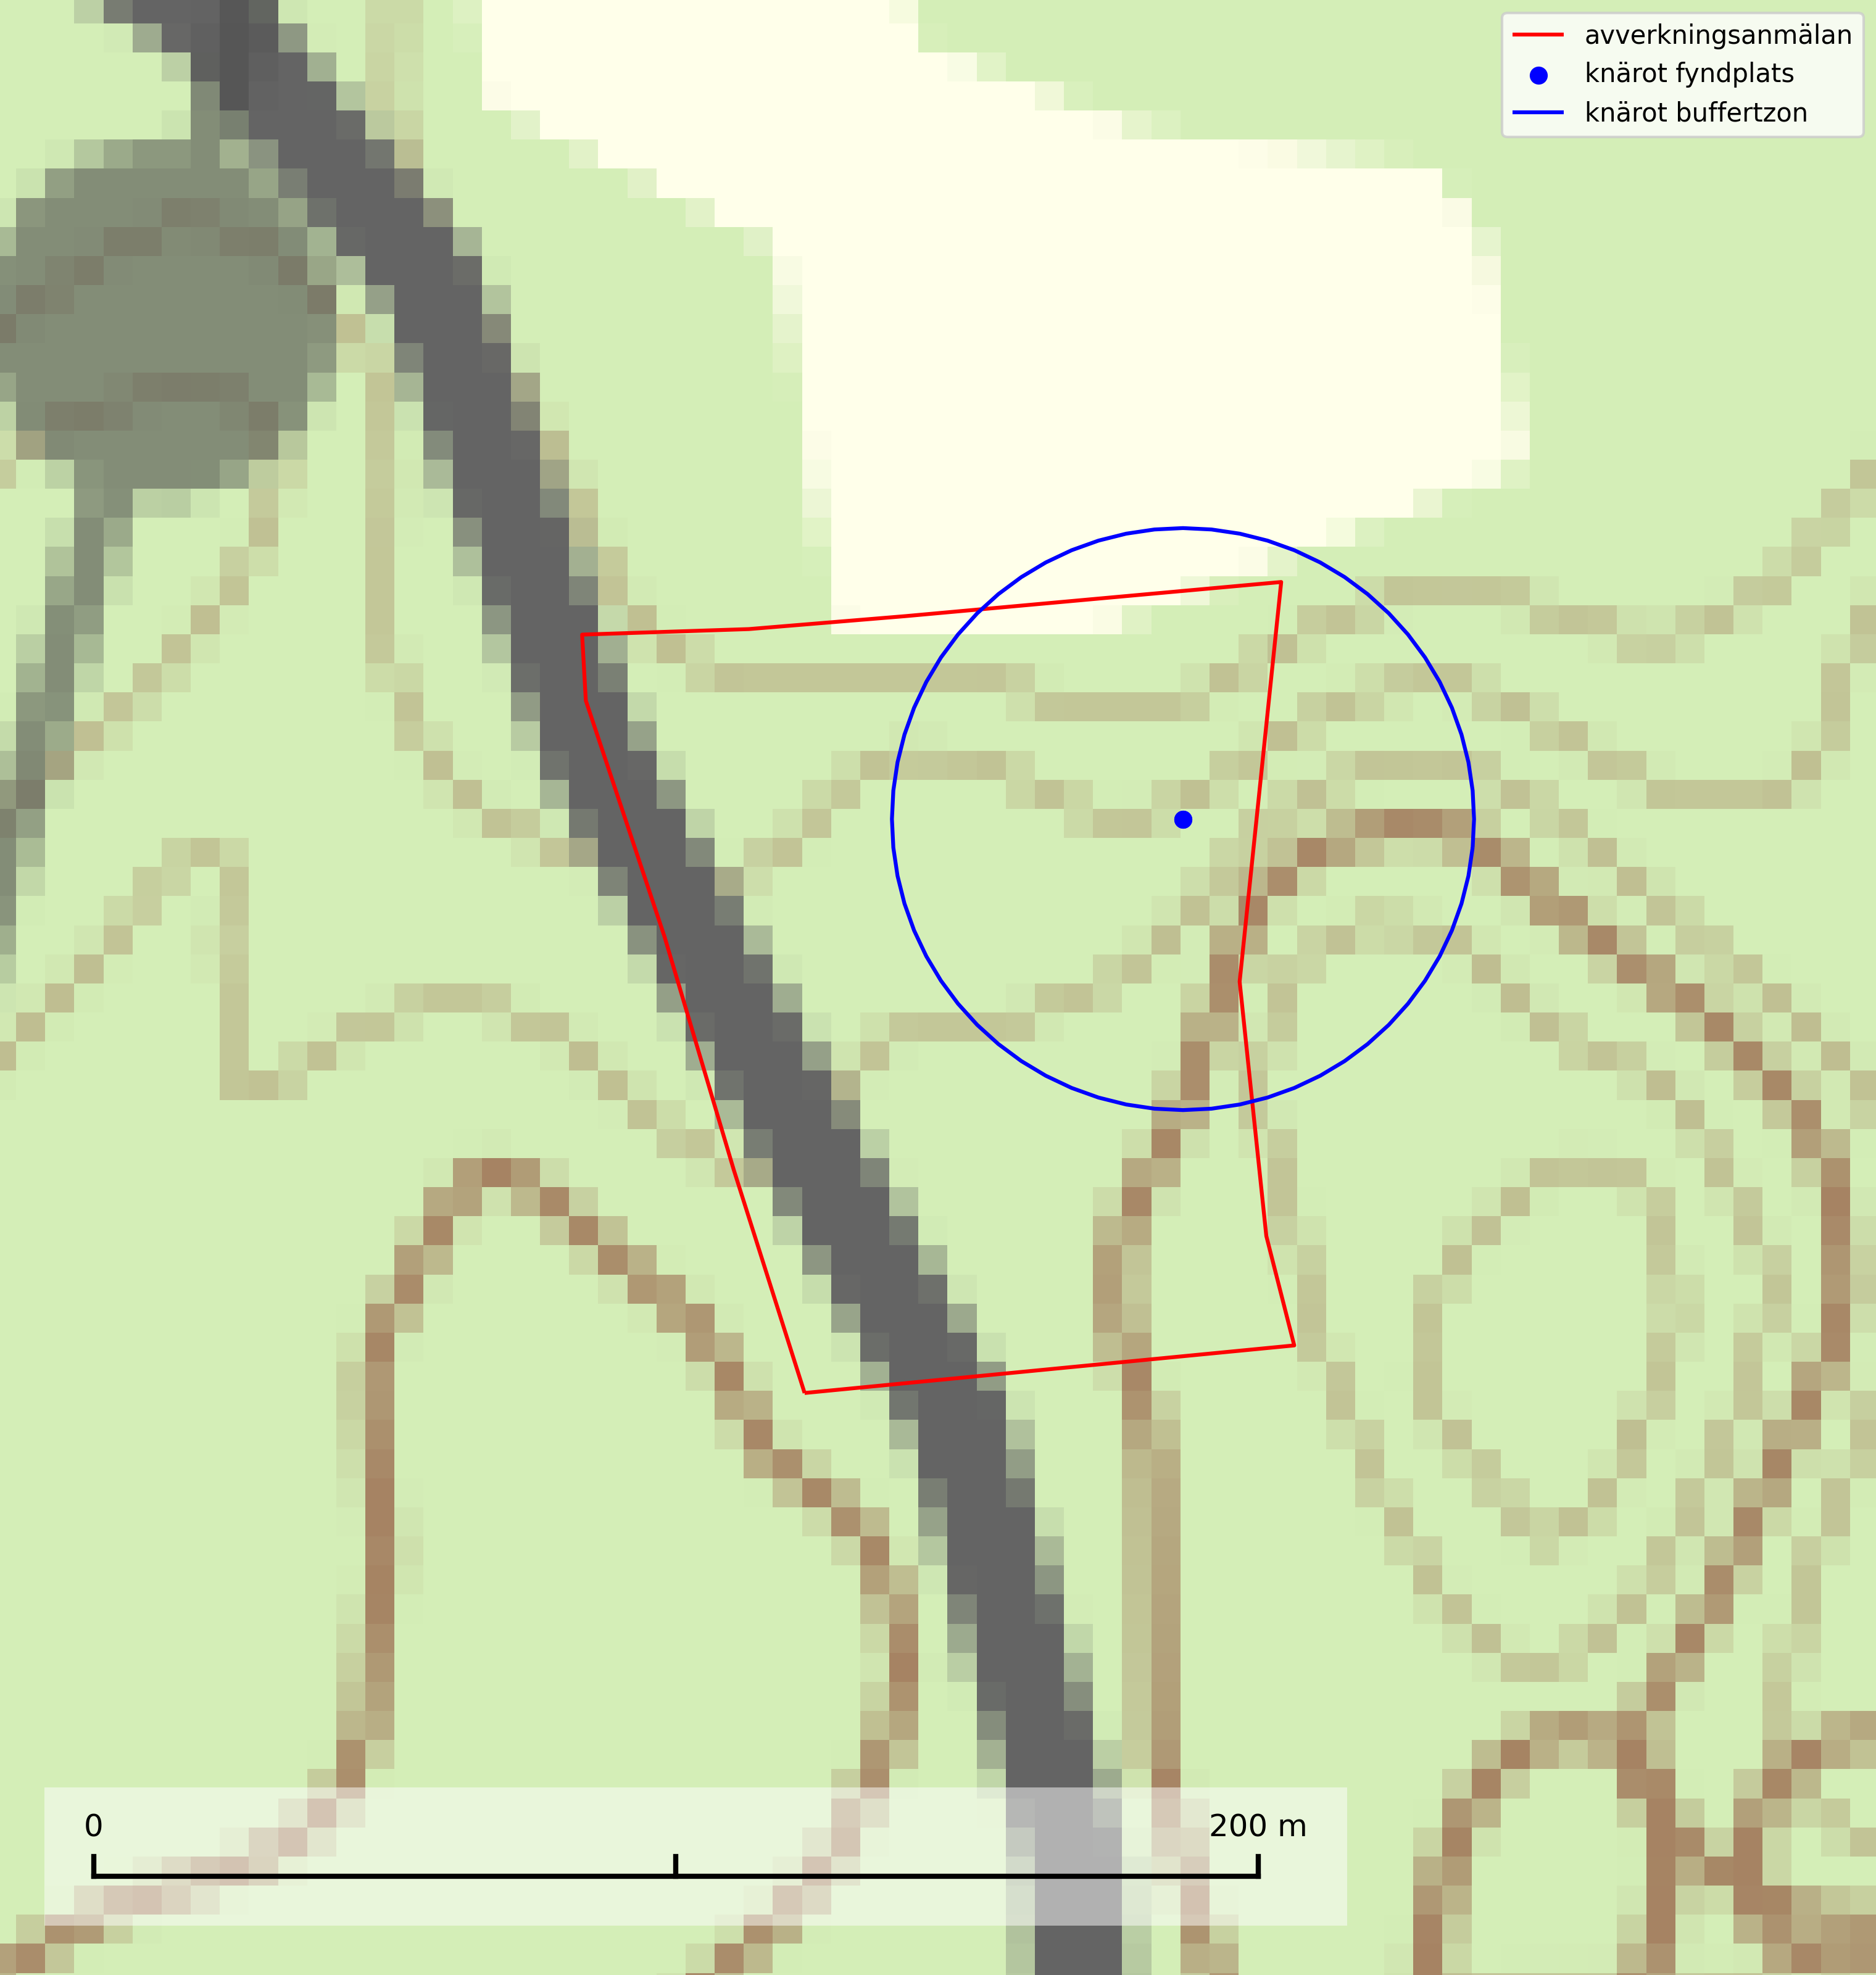 avverkningsanmälan
knärot fyndplats
knärot buffertzon
0 200 m